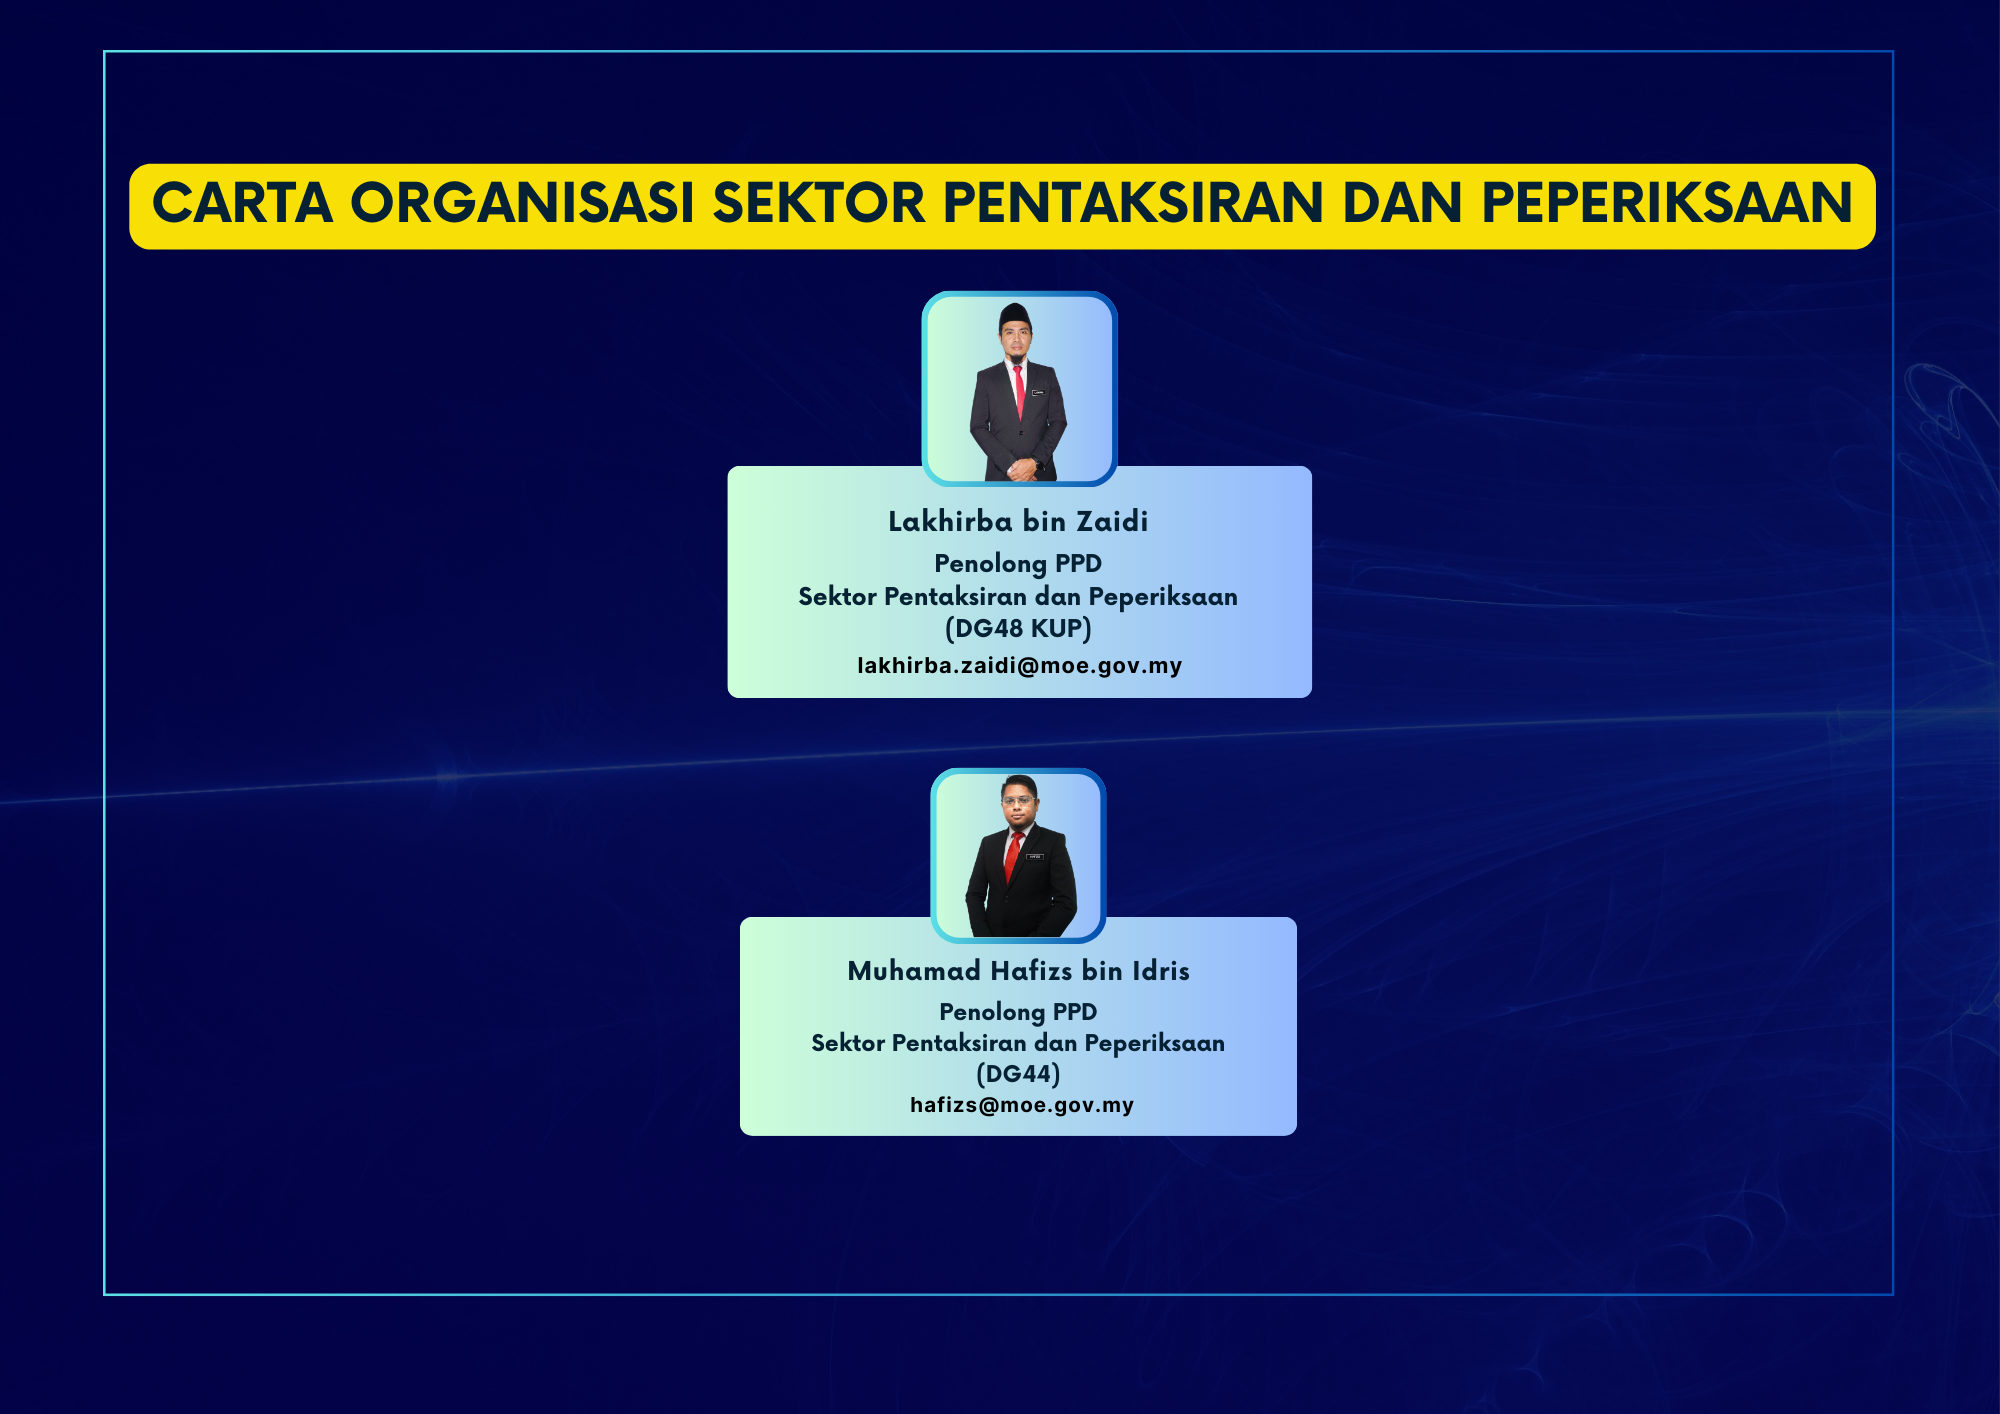 CARTA ORGANISASI SEKTOR PENTAKSIRAN DAN PEPERIKSAAN
Lakhirba bin Zaidi
Penolong PPD
Sektor Pentaksiran dan Peperiksaan
(DG48 KUP)
lakhirba.zaidi@moe.gov.my
Muhamad Hafizs bin Idris
Penolong PPD
Sektor Pentaksiran dan Peperiksaan
(DG44)
hafizs@moe.gov.my